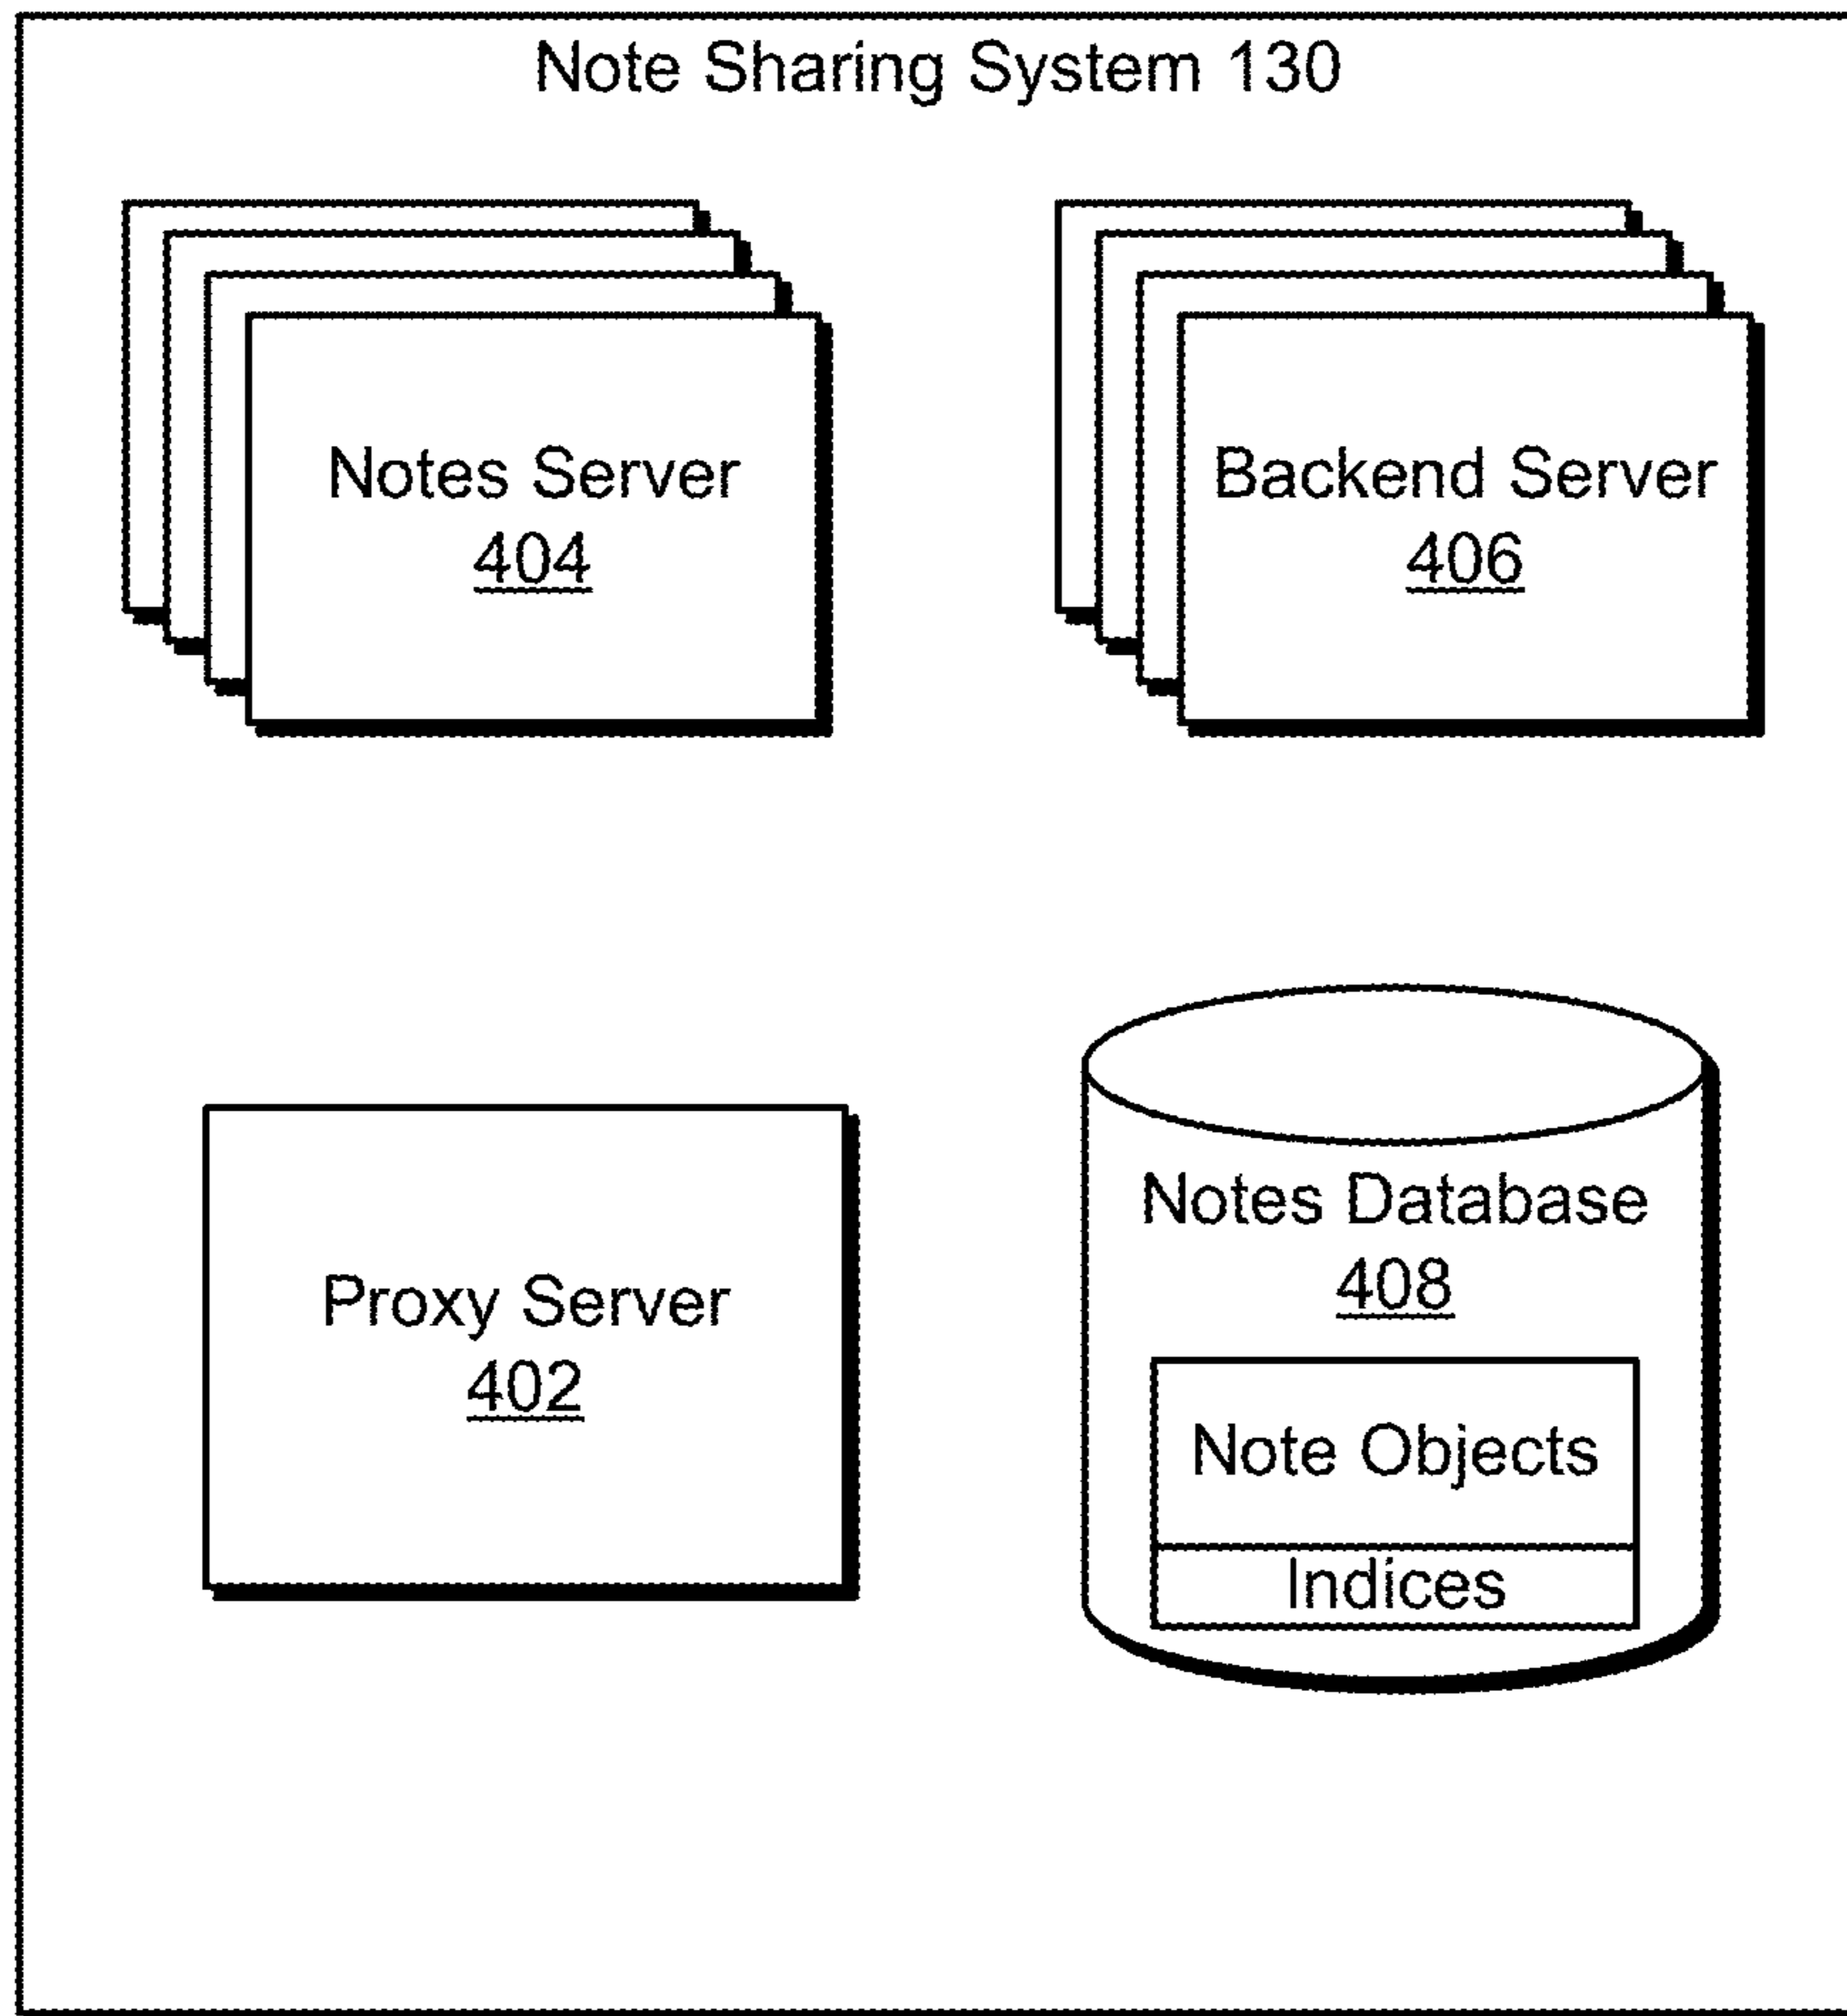 Note Sharing System 130
Notes Server
404
Backend Server
406
Proxy Server
402
Notes Database
408
Note Objects
Indices